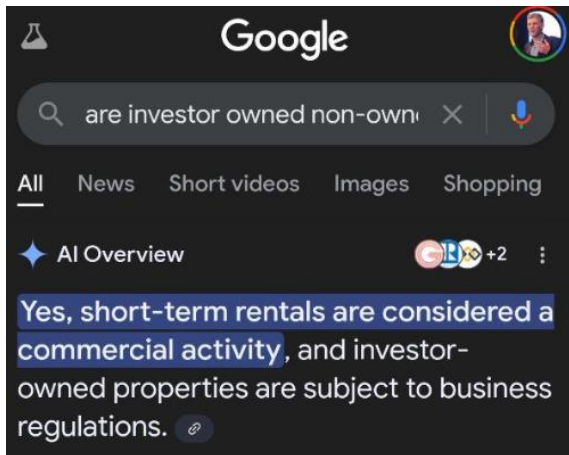 Google
are investor owned non-own
All News Short videos Images Shopping
AI Overview +2
Yes, short-term rentals are considered a
commercial activity, and investor-
owned properties are subject to business
regulations.